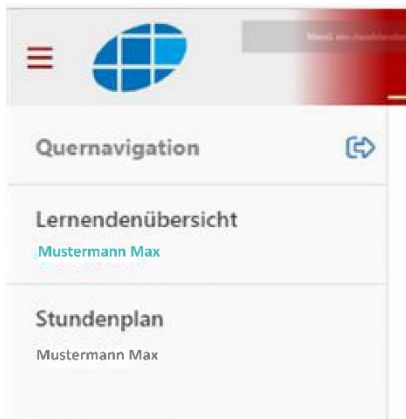 Quernavigation
Lernendenübersicht
Mustermann Max
Stundenplan
Mustermann Max